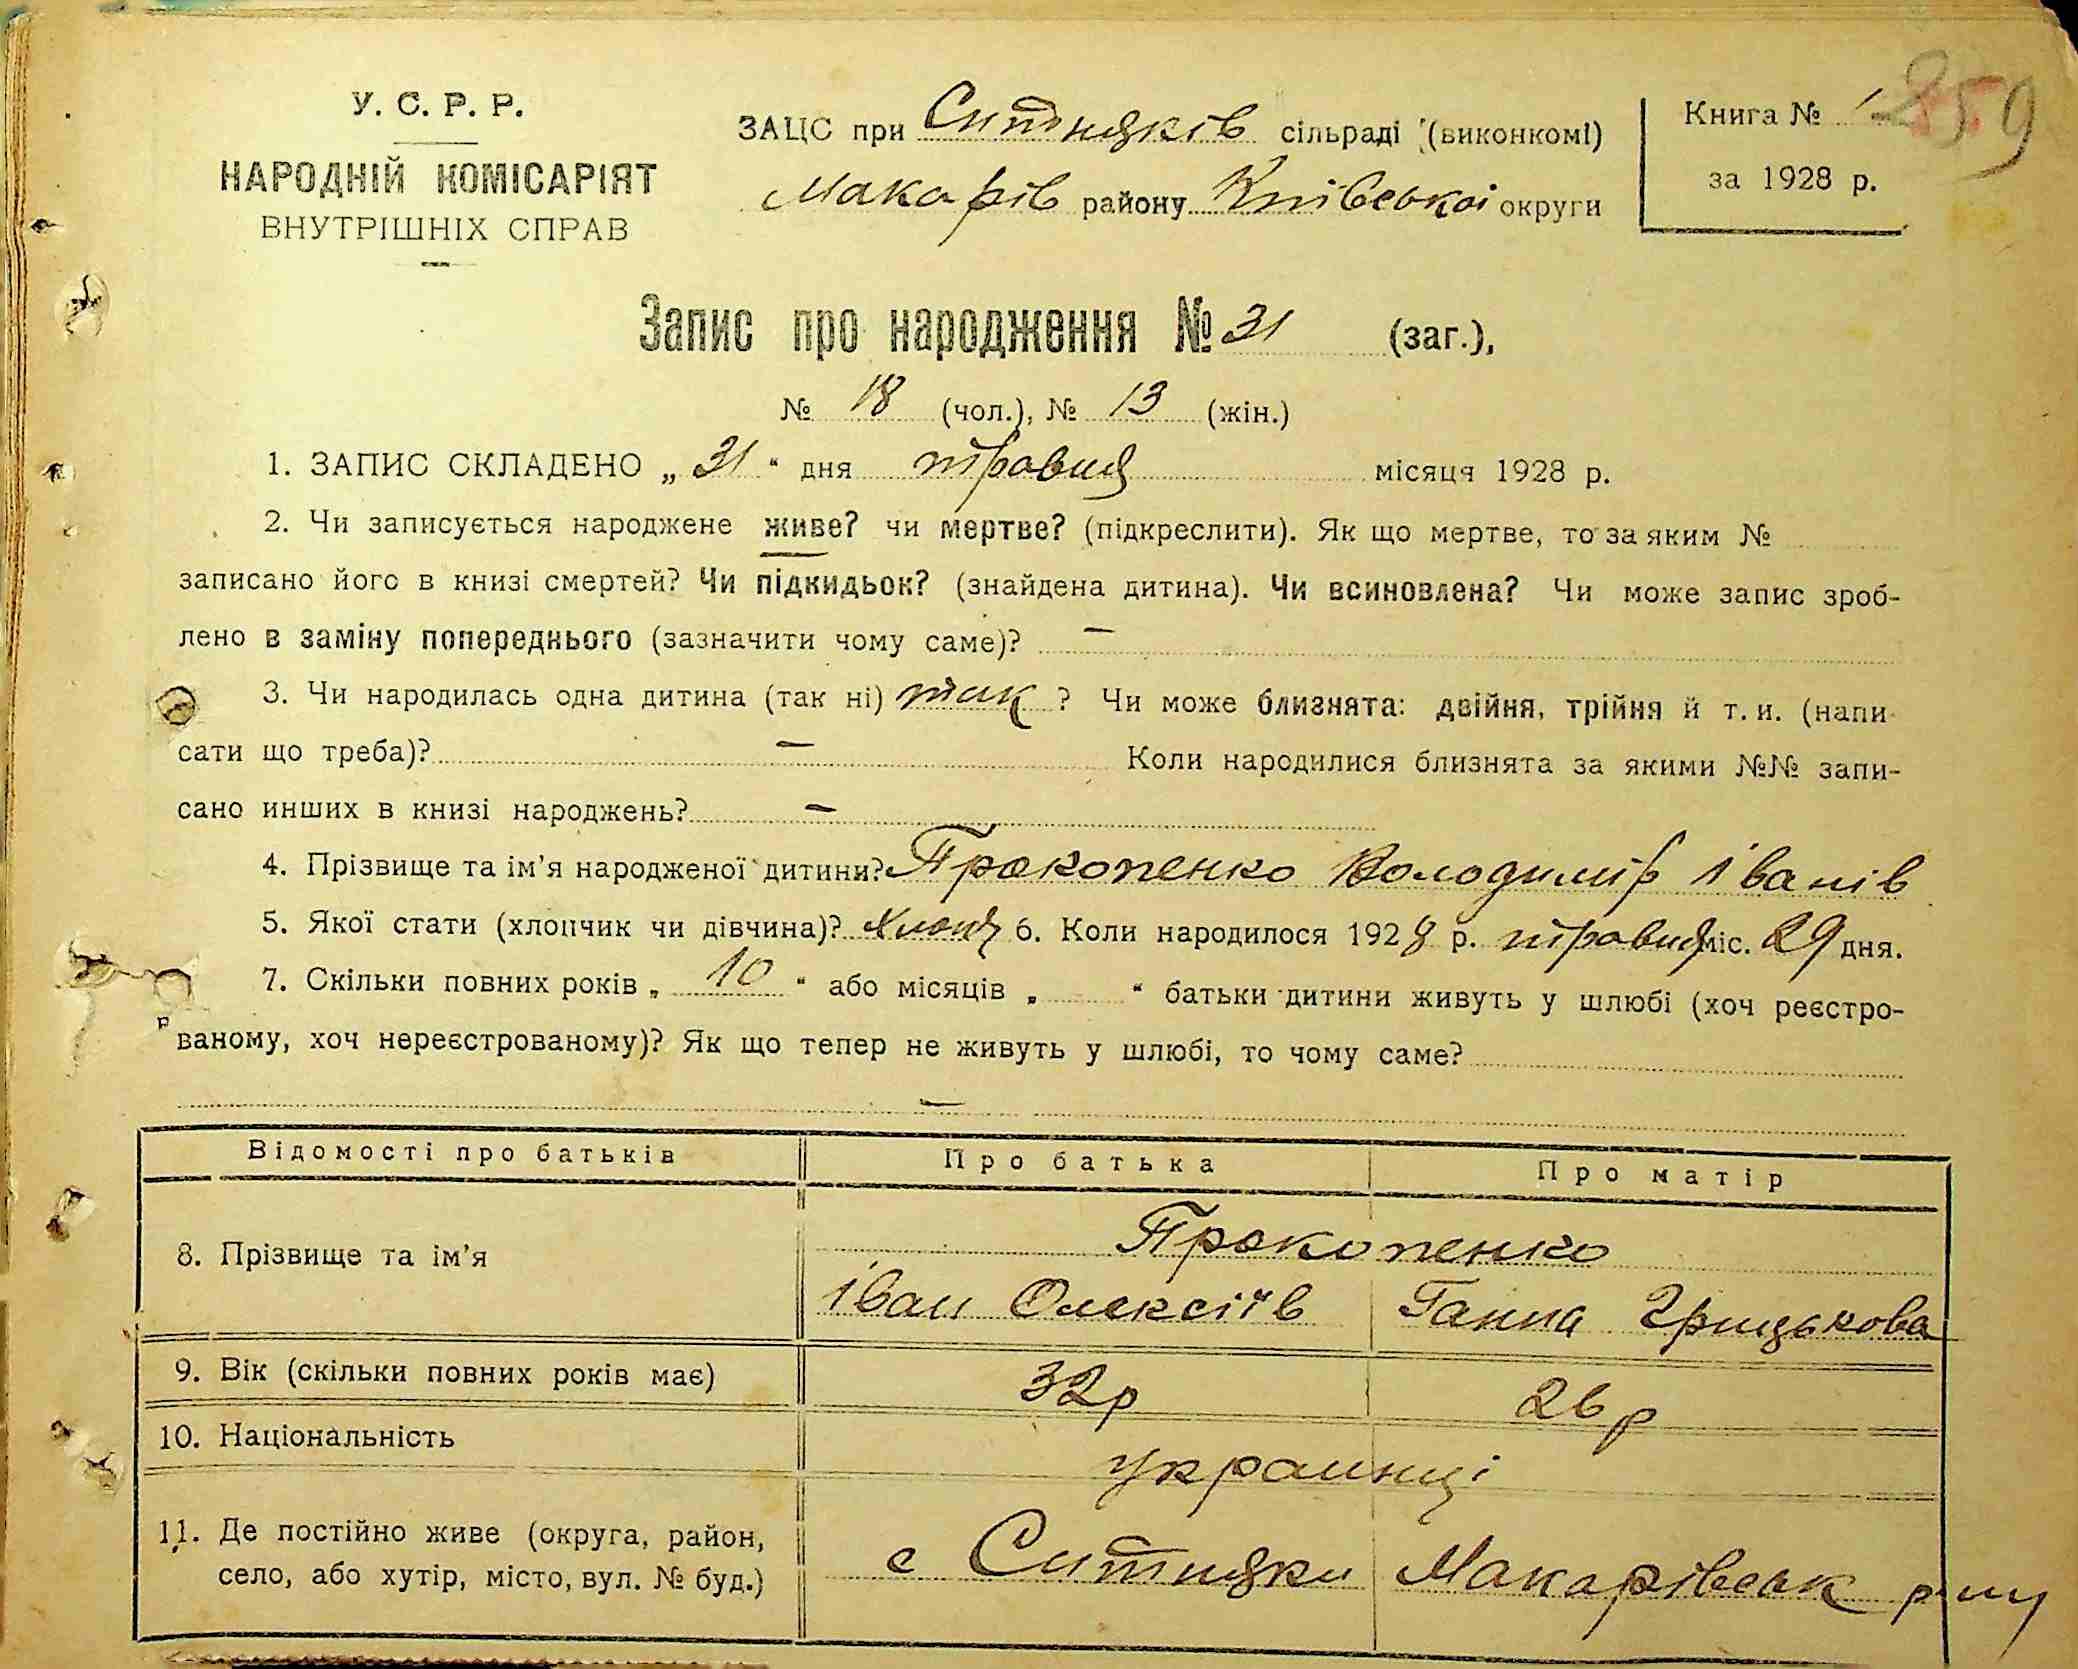 У. С. Р. Р.
НАРОДНІЙ КОМІСАРІЯТ
ВНУТРІШНІХ СПРАВ
ЗАЦС при Ситняків сільраді (виконкомі)
Макарів району Київської округи
Книга № 1
за 1928 р.
259
Запис про народження № 31 (заг.),
№ 18 (чол.), № 13 (жін.)
1. ЗАПИС СКЛАДЕНО „ 31 “ дня травня місяця 1928 р.
2. Чи записується народжене живе? чи мертве? (підкреслити). Як що мертве, то за яким №
записано його в книзі смертей? Чи підкидьок? (знайдена дитина). Чи всиновлена? Чи може запис зроб-
лено в заміну попереднього (зазначити чому саме)? —
3. Чи народилась одна дитина (так ні) так ? Чи може близнята: двійня, трійня й т. и. (напи-
сати що треба)? — Коли народилися близнята за якими №№ запи-
сано инших в книзі народжень? —
4. Прізвище та ім’я народженої дитини? Прокопенко Володимір Іванів
5. Якої стати (хлопчик чи дівчина)? хлопч 6. Коли народилося 1928 р. травня міс. 29 дня.
7. Скільки повних років „ 10 “ або місяців „ “ батьки дитини живуть у шлюбі (хоч реєстро-
ваному, хоч нереєстрованому)? Як що тепер не живуть у шлюбі, то чому саме?
—
Відомості про батьків Про батька Про матір
8. Прізвище та ім’я Прокопенко
Іван Олексіїв Ганна Грицькова
9. Вік (скільки повних років має) 32р 26 р
10. Національність украинці
11. Де постійно живе (округа, район,
село, або хутір, місто, вул. № буд.) с Ситняки Макарівськ р-ну